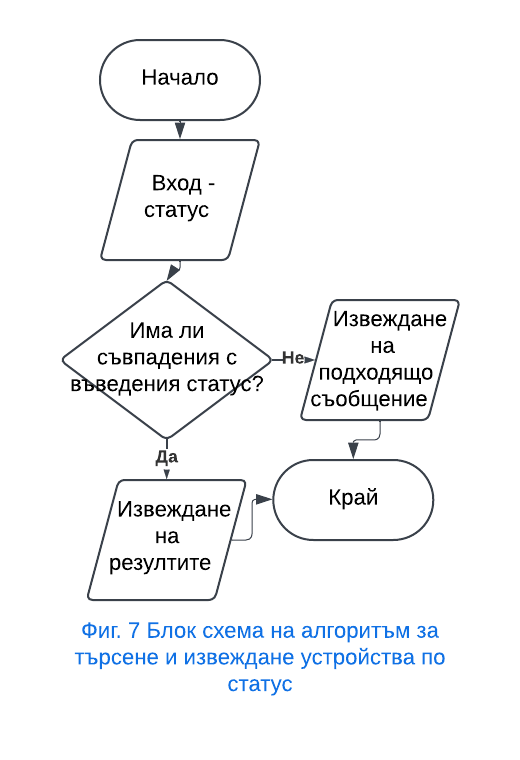 Начало
Вход -
статус
Има ли
съвпадения с
въведения статус?
Не
Извеждане
на
подходящо
съобщение
Да
Извеждане
на
резултите
Край
Фиг. 7 Блок схема на алгоритъм за
търсене и извеждане устройства по
статус